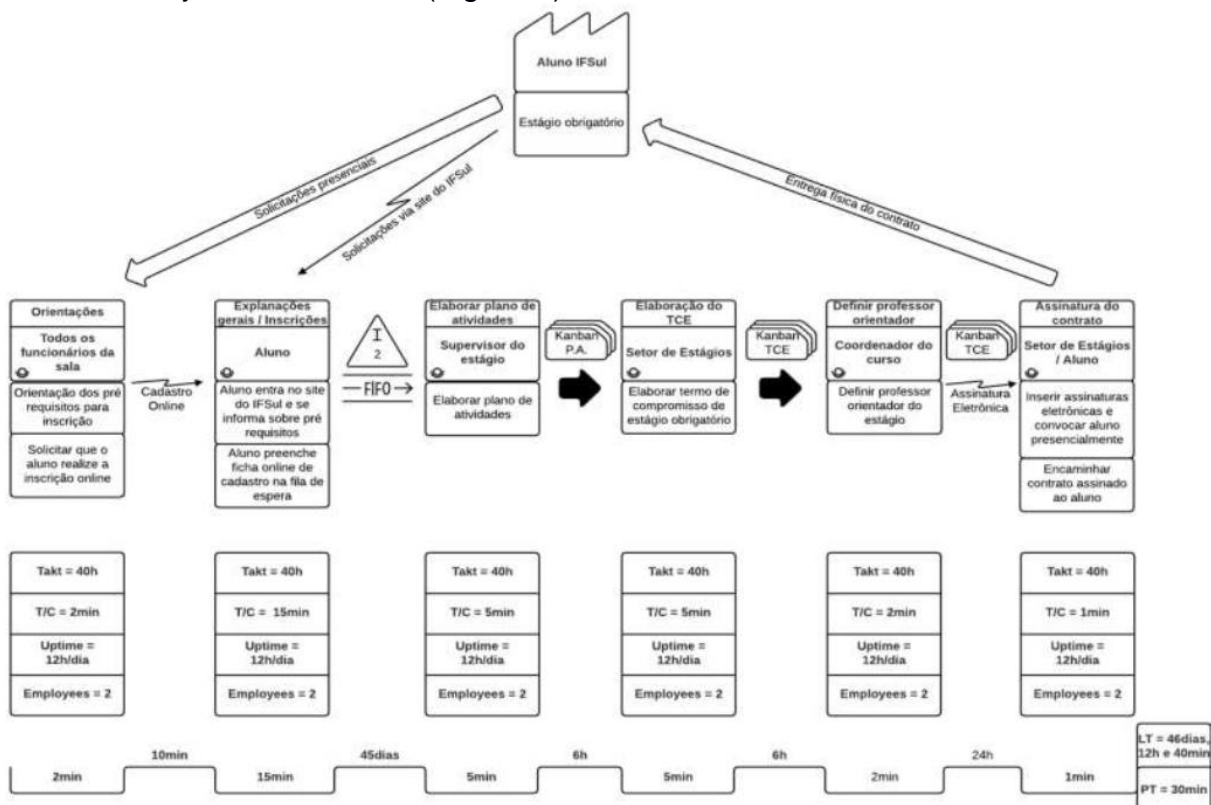 Aluno IFSul
Estágio obrigatório
Solicitações presenciais
Solicitações via site do IFSul
Entrega física do contrato
Orientações
Todos os
funcionários da
sala
Orientação dos pré
requisitos para
inscrição
Solicitar que o
aluno realize a
inscrição online
Cadastro
Online
Explanações
gerais / Inscrições
Aluno
Aluno entra no site
do IFSul e se
informa sobre pré
requisitos
Aluno preenche
ficha online de
cadastro na fila de
espera
I
2
FIFO
Elaborar plano de
atividades
Supervisor do
estágio
Elaborar plano de
atividades
Kanban
P.A.
Elaboração do
TCE
Setor de Estágios
Elaborar termo de
compromisso de
estágio obrigatório
Kanban
TCE
Definir professor
orientador
Coordenador do
curso
Definir professor
orientador do
estágio
Kanban
TCE
Assinatura
Eletrônica
Assinatura do
contrato
Setor de Estágios
/ Aluno
Inserir assinaturas
eletrônicas e
convocar aluno
presencialmente
Encaminhar
contrato assinado
ao aluno
Takt = 40h
T/C = 2min
Uptime =
12h/dia
Employees = 2
Takt = 40h
T/C = 15min
Uptime =
12h/dia
Employees = 2
Takt = 40h
T/C = 5min
Uptime =
12h/dia
Employees = 2
Takt = 40h
T/C = 5min
Uptime =
12h/dia
Employees = 2
Takt = 40h
T/C = 2min
Uptime =
12h/dia
Employees = 2
Takt = 40h
T/C = 1min
Uptime =
12h/dia
Employees = 2
2min
10min
15min
45dias
5min
6h
5min
6h
2min
24h
1min
LT = 46dias,
12h e 40min
PT = 30min